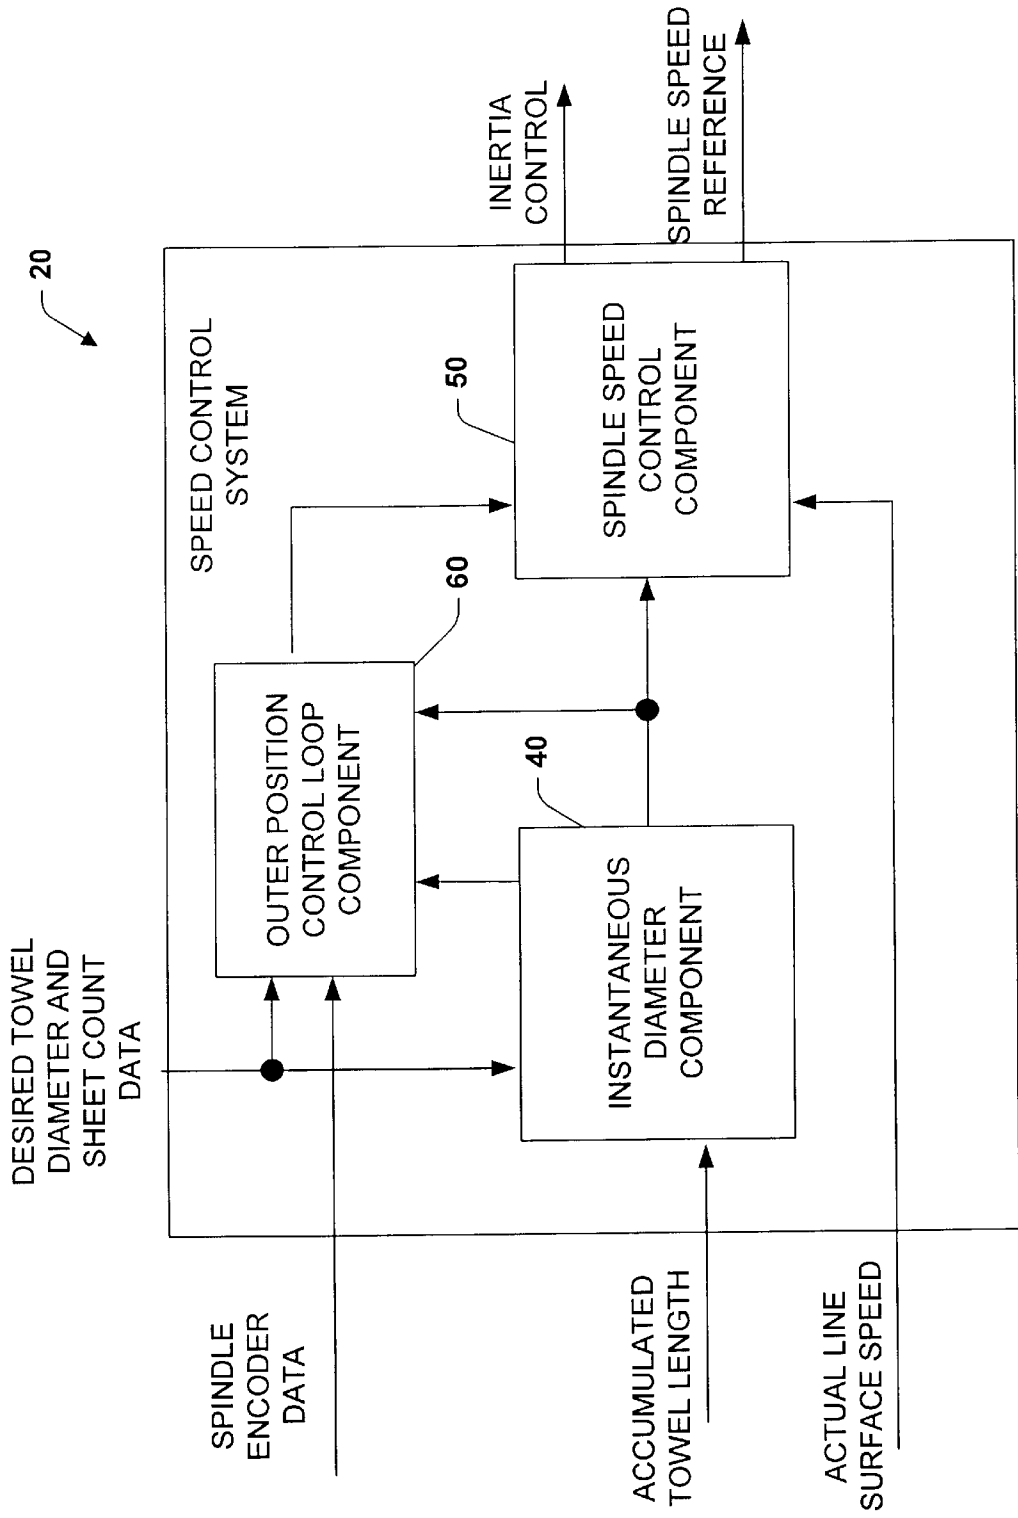 20
SPEED CONTROL
SYSTEM
DESIRED TOWEL
DIAMETER AND
SHEET COUNT
DATA
SPINDLE
ENCODER
DATA
OUTER POSITION
CONTROL LOOP
COMPONENT
60
INERTIA
CONTROL
SPINDLE SPEED
REFERENCE
50
SPINDLE SPEED
CONTROL
COMPONENT
40
INSTANTANEOUS
DIAMETER
COMPONENT
ACCUMULATED
TOWEL LENGTH
ACTUAL LINE
SURFACE SPEED